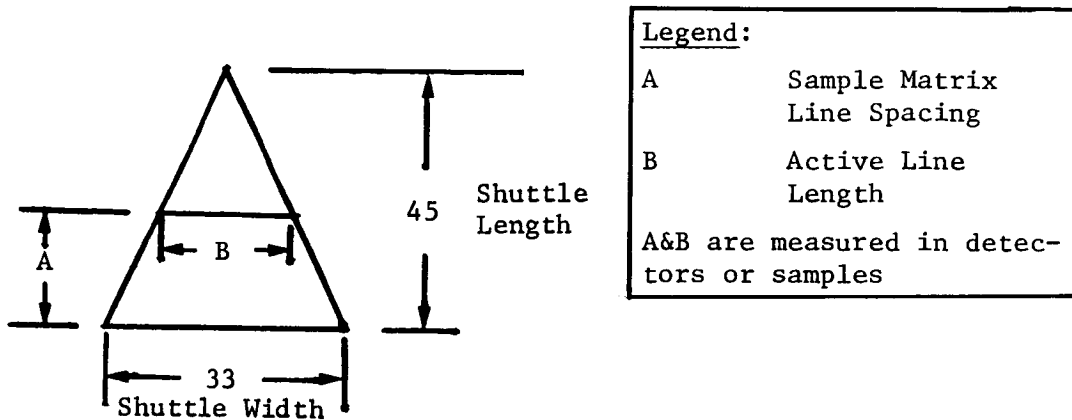 45
Shuttle
Length
A
B
33
Shuttle Width
Legend:
A Sample Matrix
Line Spacing
B Active Line
Length
A&B are measured in detec-
tors or samples